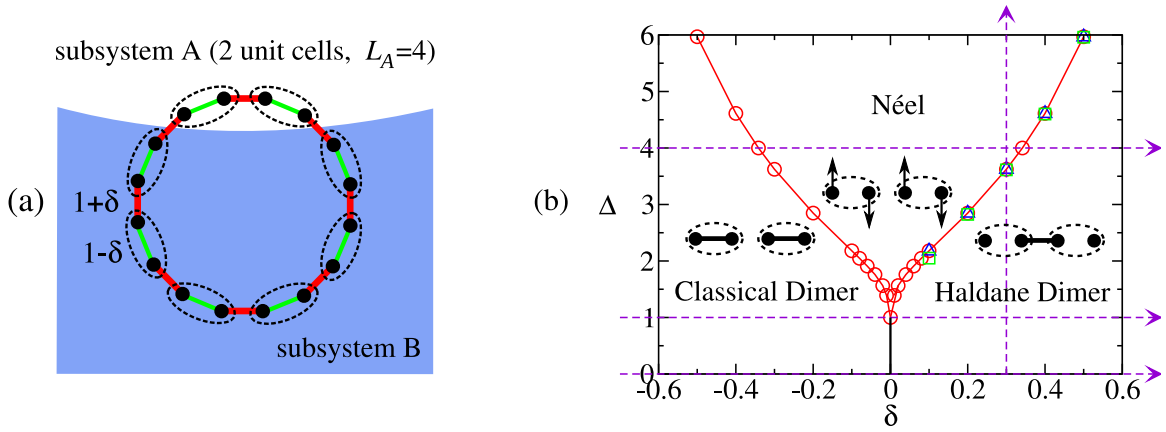 subsystem A (2 unit cells, L_A=4)
(a)
1+δ
1-δ
subsystem B
(b)
Δ
6
5
4
3
2
1
0
Néel
Classical Dimer
Haldane Dimer
-0.6
-0.4
-0.2
0
0.2
0.4
0.6
δ